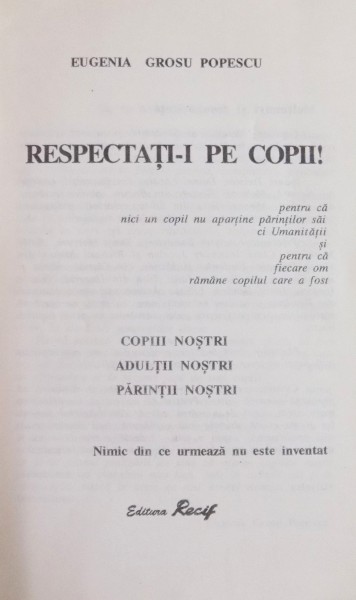 EUGENIA GROSU POPESCU
RESPECTAȚI-I PE COPII!
pentru că
nici un copil nu aparține părinților săi
ci Umanității
și
pentru că
fiecare om
rămâne copilul care a fost
COPIII NOȘTRI
ADULȚII NOȘTRI
PĂRINȚII NOȘTRI
Nimic din ce urmează nu este inventat
Editura Recif